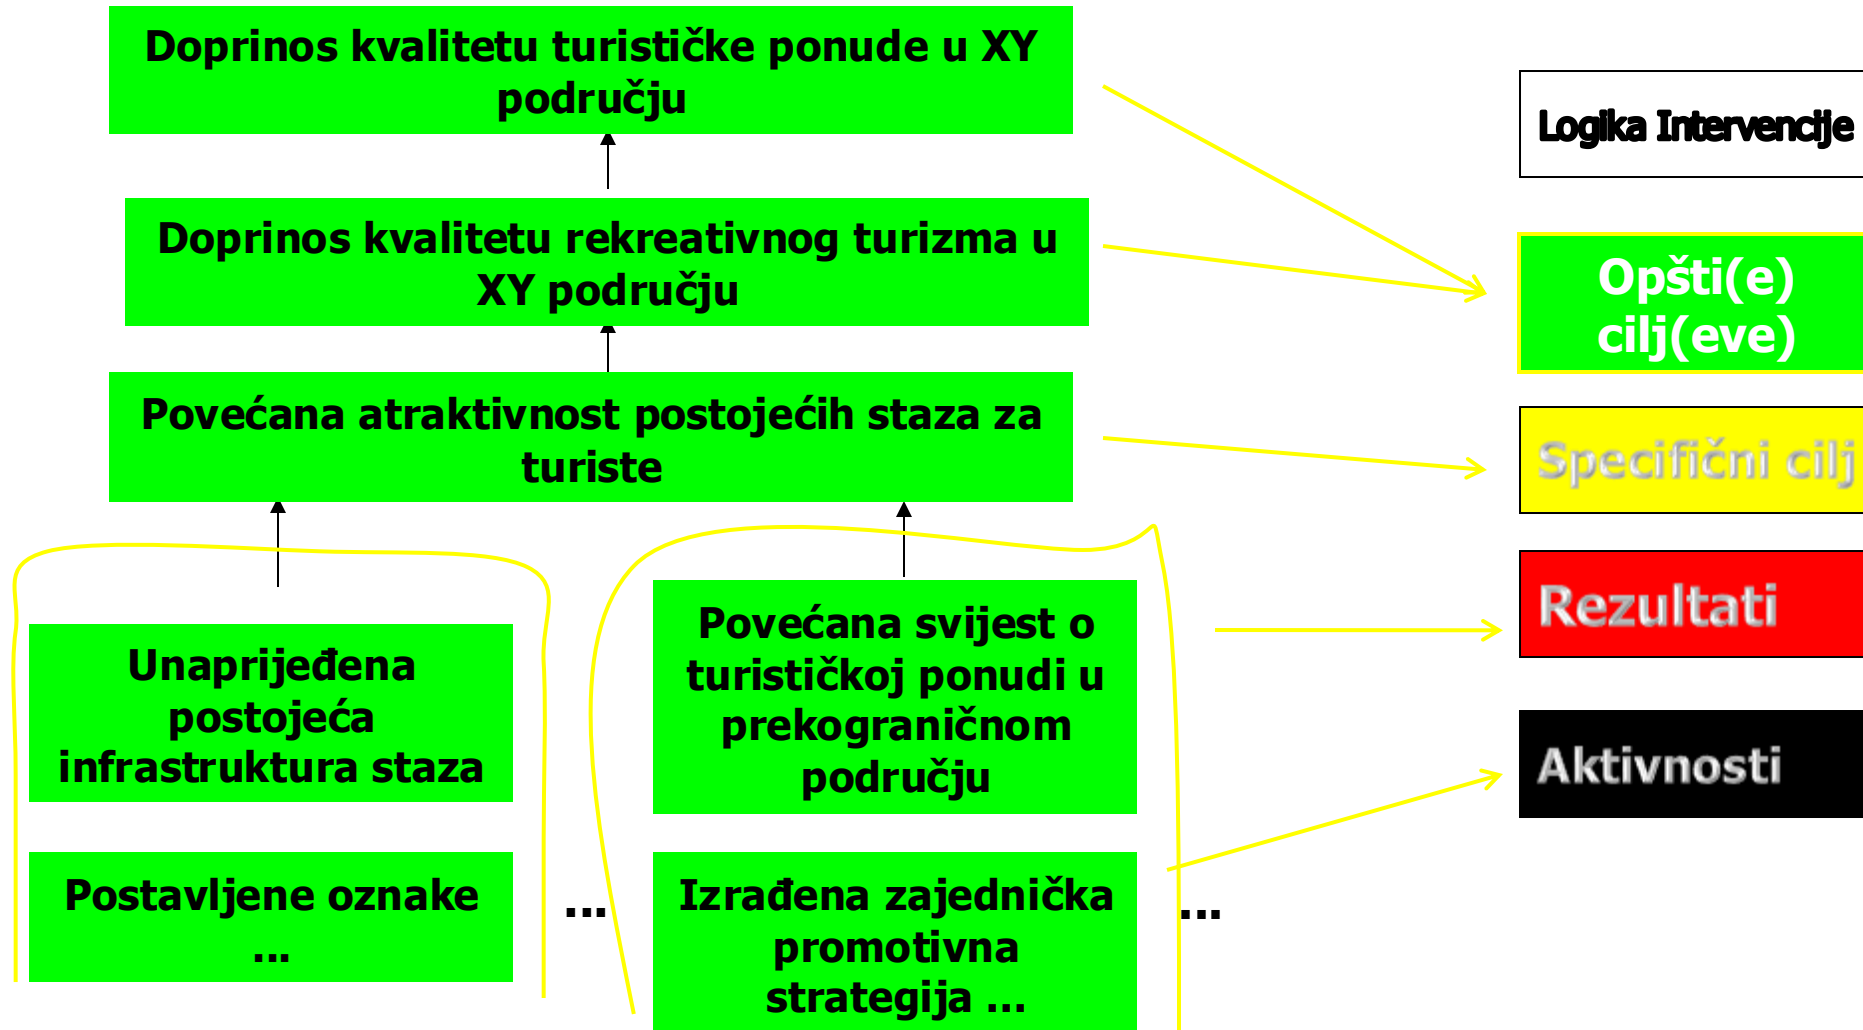 Doprinos kvalitetu turističke ponude u XY
području
Doprinos kvalitetu rekreativnog turizma u
XY području
Povećana atraktivnost postojećih staza za
turiste
Unaprijeđena
postojeća
infrastruktura staza
Povećana svijest o
turističkoj ponudi u
prekograničnom
području
Postavljene oznake
...
...
Izrađena zajednička
promotivna
strategija ...
...
Logika Intervencije
Opšti(e)
cilj(eve)
Specifični cilj
Rezultati
Aktivnosti